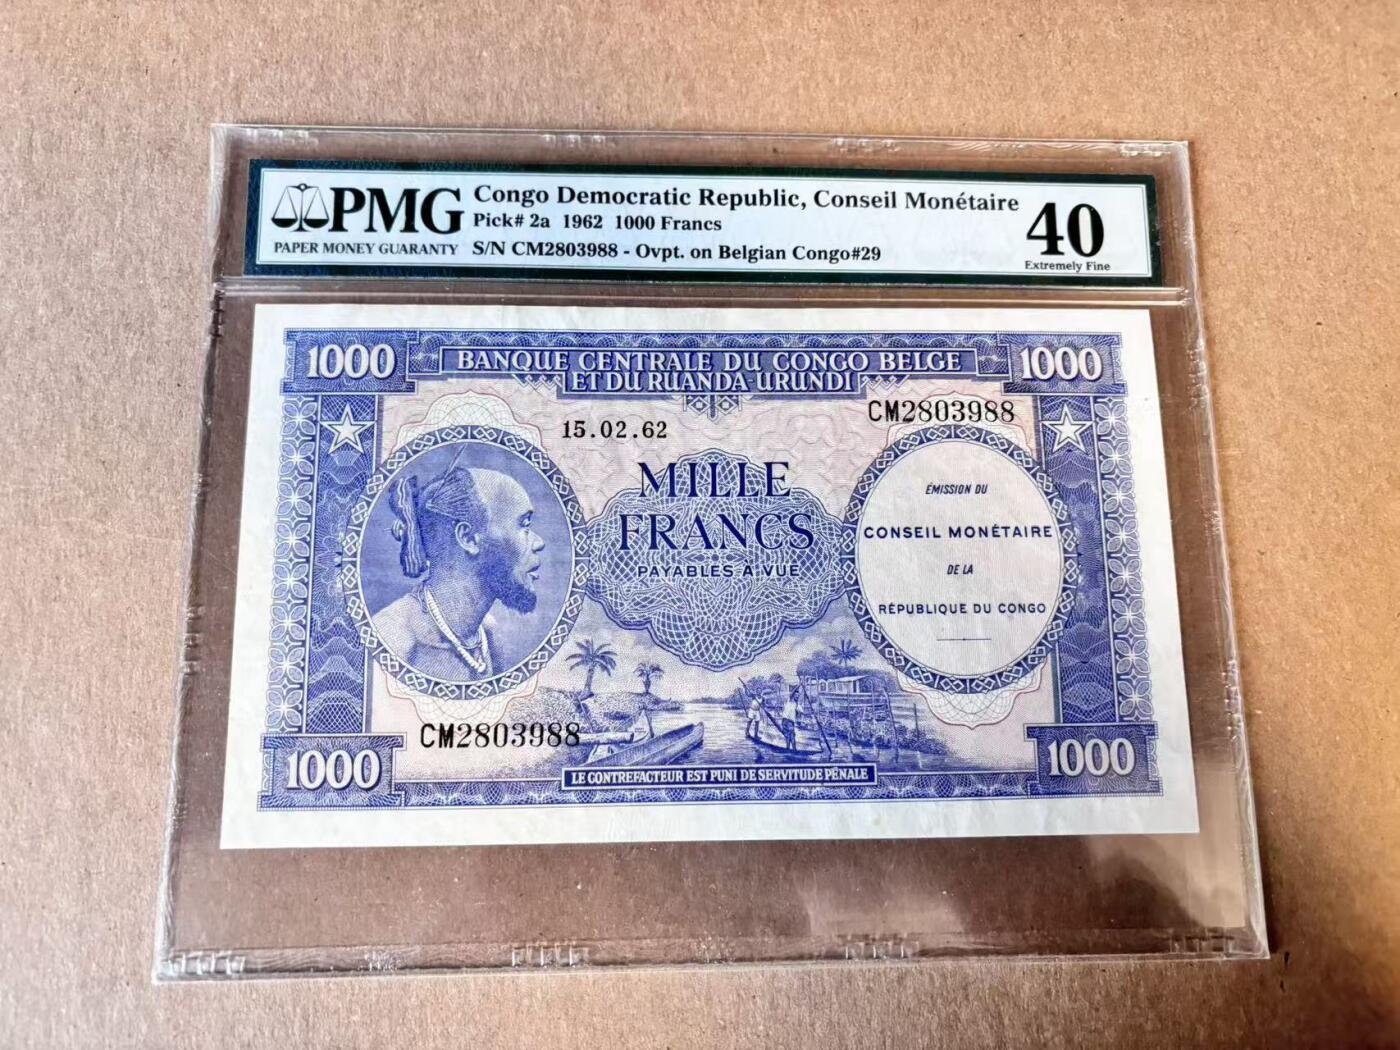 PMG
PAPER MONEY GUARANTY
Congo Democratic Republic, Conseil Monétaire
Pick# 2a 1962 1000 Francs
S/N CM2803988 - Ovpt. on Belgian Congo#29
40
Extremely Fine
1000
BANQUE CENTRALE DU CONGO BELGE
ET DU RUANDA-URUNDI
1000
15.02.62
CM2803988
MILLE
FRANCS
PAYABLES A VUE
ÉMISSION DU
CONSEIL MONÉTAIRE
DE LA
RÉPUBLIQUE DU CONGO
CM2803988
1000
LE CONTREFACTEUR EST PUNI DE SERVITUDE PÉNALE
1000